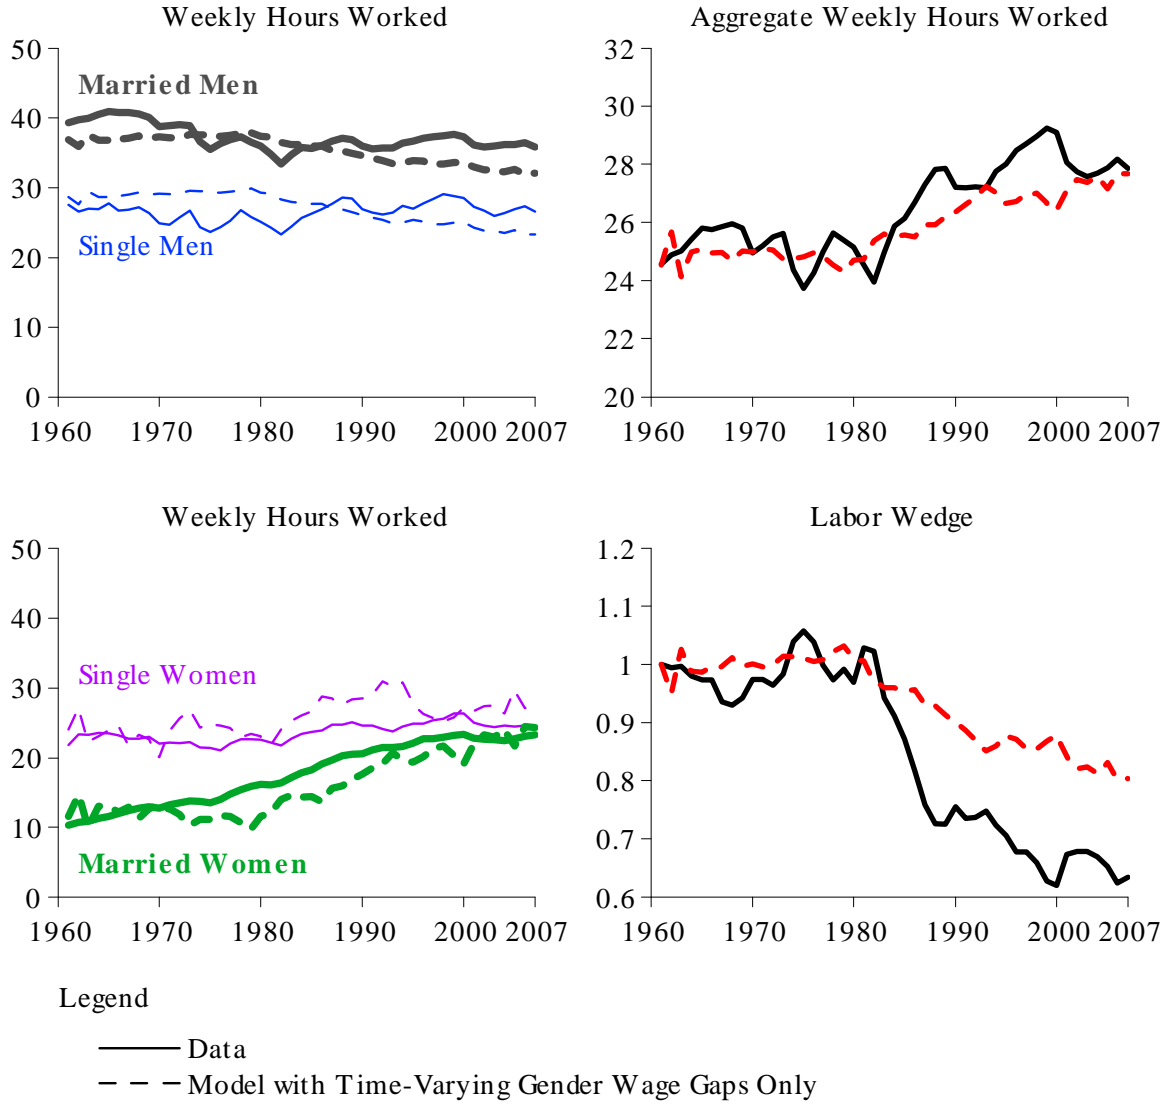 Weekly Hours Worked
50
40
30
20
10
0
Married Men
Single Men
1960 1970 1980 1990 2000 2007
Aggregate Weekly Hours Worked
32
30
28
26
24
22
20
1960 1970 1980 1990 2000 2007
Weekly Hours Worked
50
40
30
20
10
0
Single Women
Married Women
1960 1970 1980 1990 2000 2007
Labor Wedge
1.2
1.1
1
0.9
0.8
0.7
0.6
1960 1970 1980 1990 2000 2007
Legend
Data
Model with Time-Varying Gender Wage Gaps Only